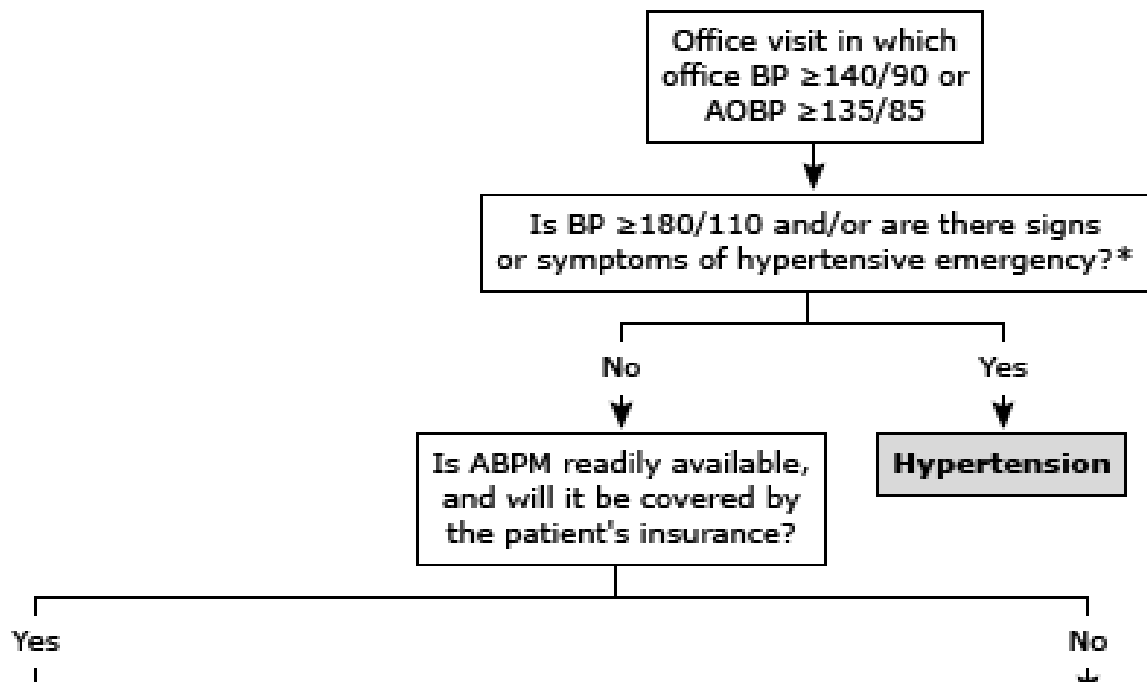 Office visit in which
office BP ≥140/90 or
AOBP ≥135/85
Is BP ≥180/110 and/or are there signs
or symptoms of hypertensive emergency?*
No
Yes
Is ABPM readily available,
and will it be covered by
the patient's insurance?
Hypertension
Yes
No